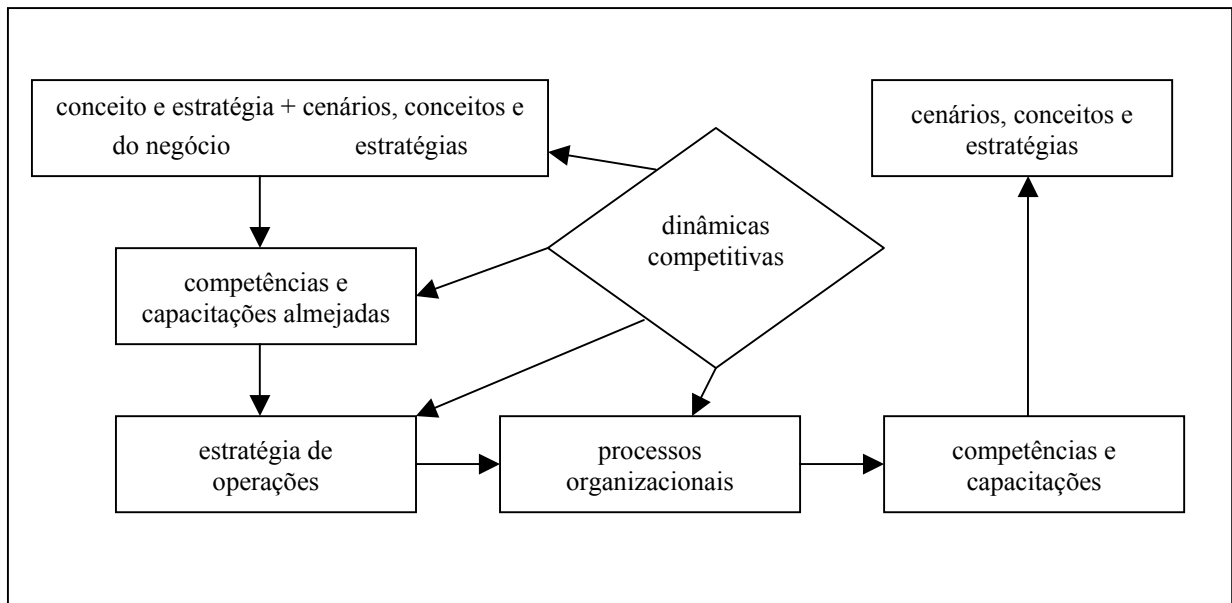 conceito e estratégia + cenários, conceitos e
do negócio estratégias
cenários, conceitos e
estratégias
dinâmicas
competitivas
competências e
capacitações almejadas
estratégia de
operações
processos
organizacionais
competências e
capacitações